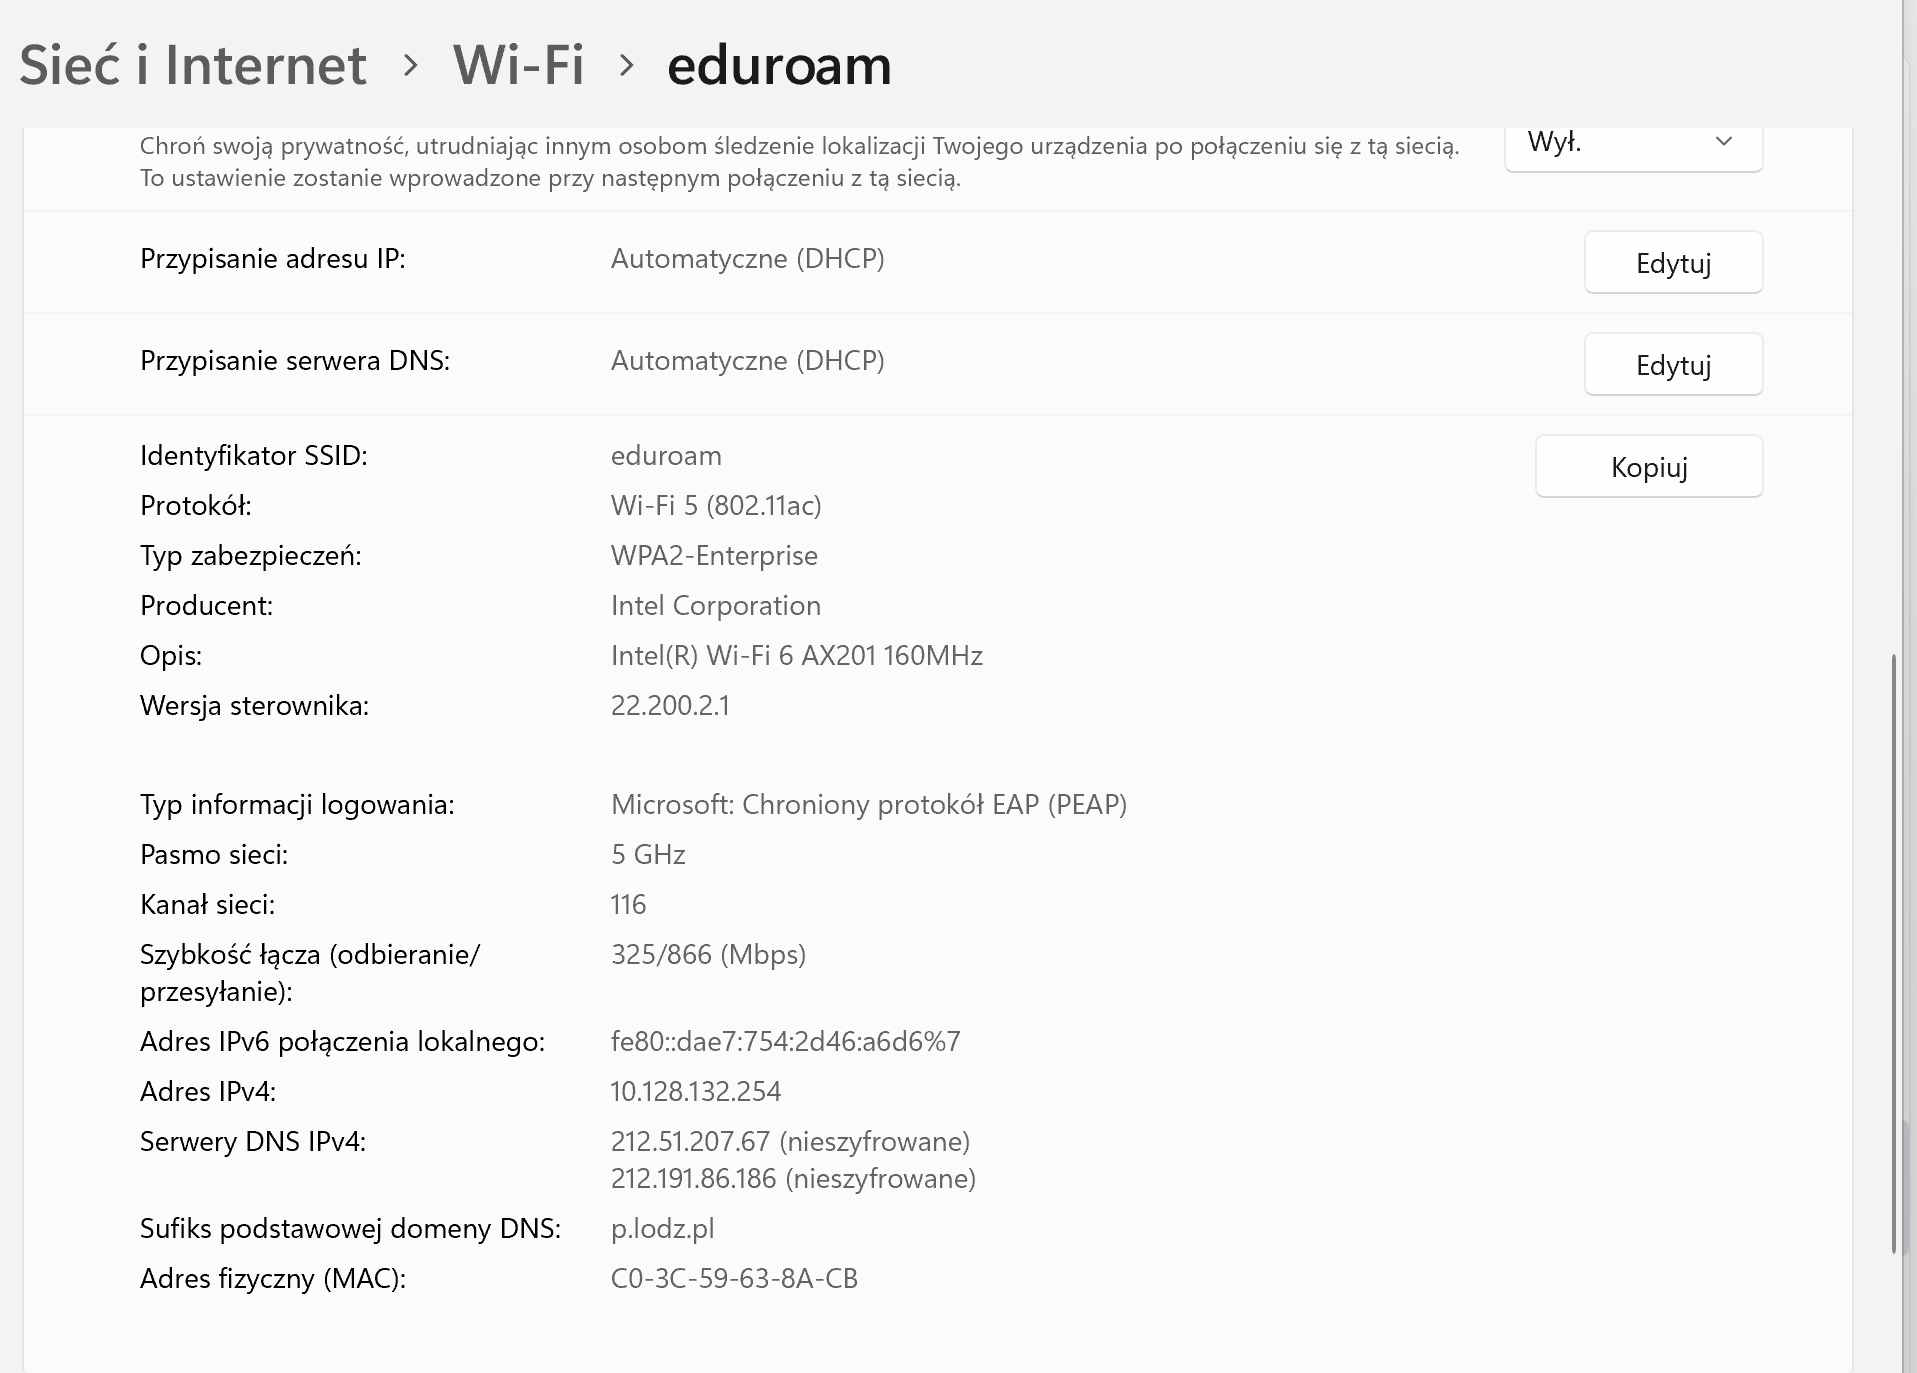 Sieć i Internet > Wi-Fi > eduroam
Chroń swoją prywatność, utrudniając innym osobom śledzenie lokalizacji Twojego urządzenia po połączeniu się z tą siecią.
To ustawienie zostanie wprowadzone przy następnym połączeniu z tą siecią.
Wył.
Przypisanie adresu IP: Automatyczne (DHCP) Edytuj
Przypisanie serwera DNS: Automatyczne (DHCP) Edytuj
Identyfikator SSID: eduroam Kopiuj
Protokół: Wi-Fi 5 (802.11ac)
Typ zabezpieczeń: WPA2-Enterprise
Producent: Intel Corporation
Opis: Intel(R) Wi-Fi 6 AX201 160MHz
Wersja sterownika: 22.200.2.1
Typ informacji logowania: Microsoft: Chroniony protokół EAP (PEAP)
Pasmo sieci: 5 GHz
Kanał sieci: 116
Szybkość łącza (odbieranie/ 325/866 (Mbps)
przesyłanie):
Adres IPv6 połączenia lokalnego: fe80::dae7:754:2d46:a6d6%7
Adres IPv4: 10.128.132.254
Serwery DNS IPv4: 212.51.207.67 (nieszyfrowane)
212.191.86.186 (nieszyfrowane)
Sufiks podstawowej domeny DNS: p.lodz.pl
Adres fizyczny (MAC): C0-3C-59-63-8A-CB